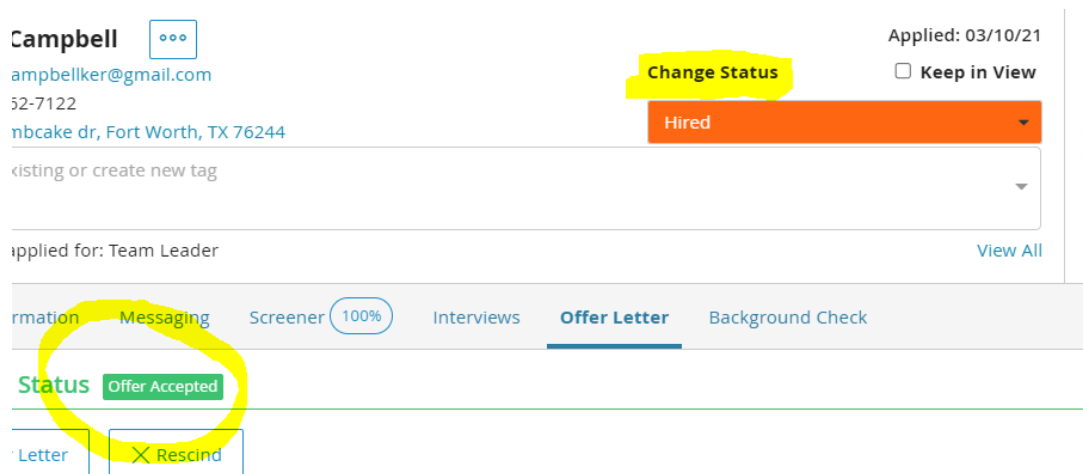 Campbell ooo Applied: 03/10/21
ampbellker@gmail.com Change Status Keep in View
62-7122
mbcake dr, Fort Worth, TX 76244 Hired
xisting or create new tag
applied for: Team Leader View All
rmation Messaging Screener 100% Interviews Offer Letter Background Check
Status Offer Accepted
Letter Rescind